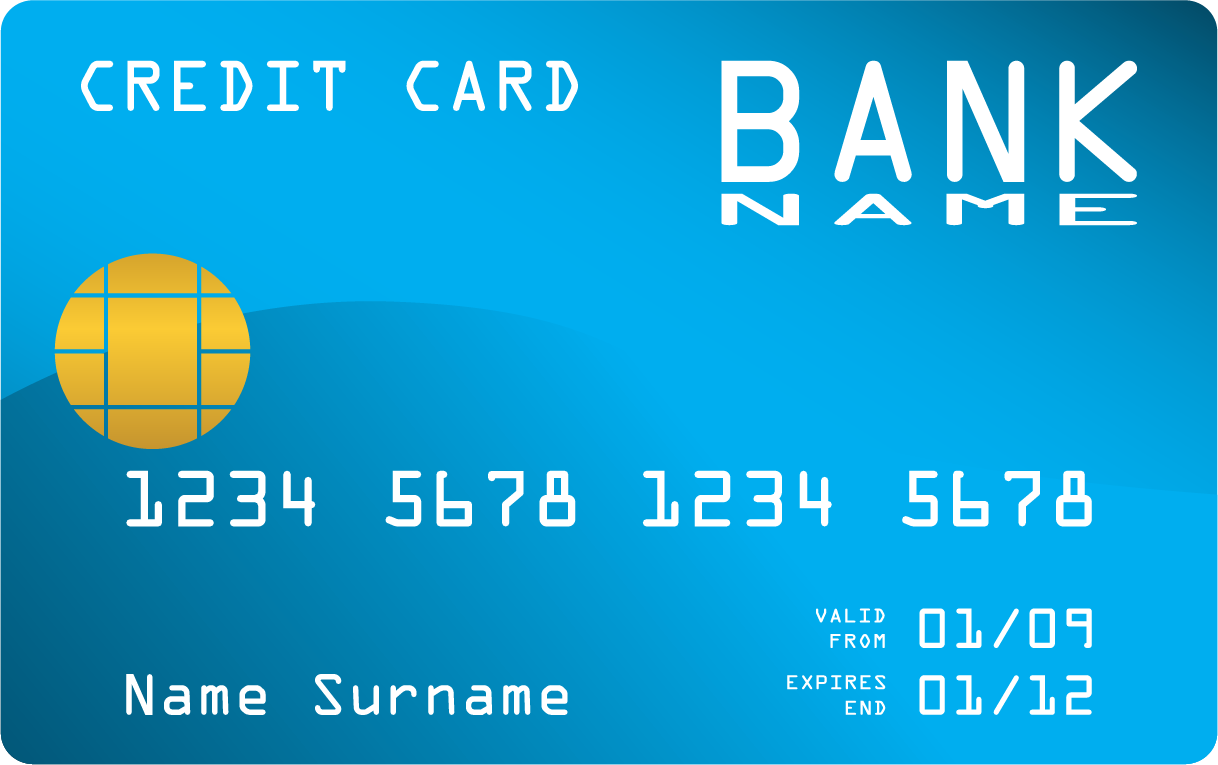 CREDIT CARD
BANK
NAME
1234 5678 1234 5678
VALID FROM 01/09
EXPIRES END 01/12
Name Surname